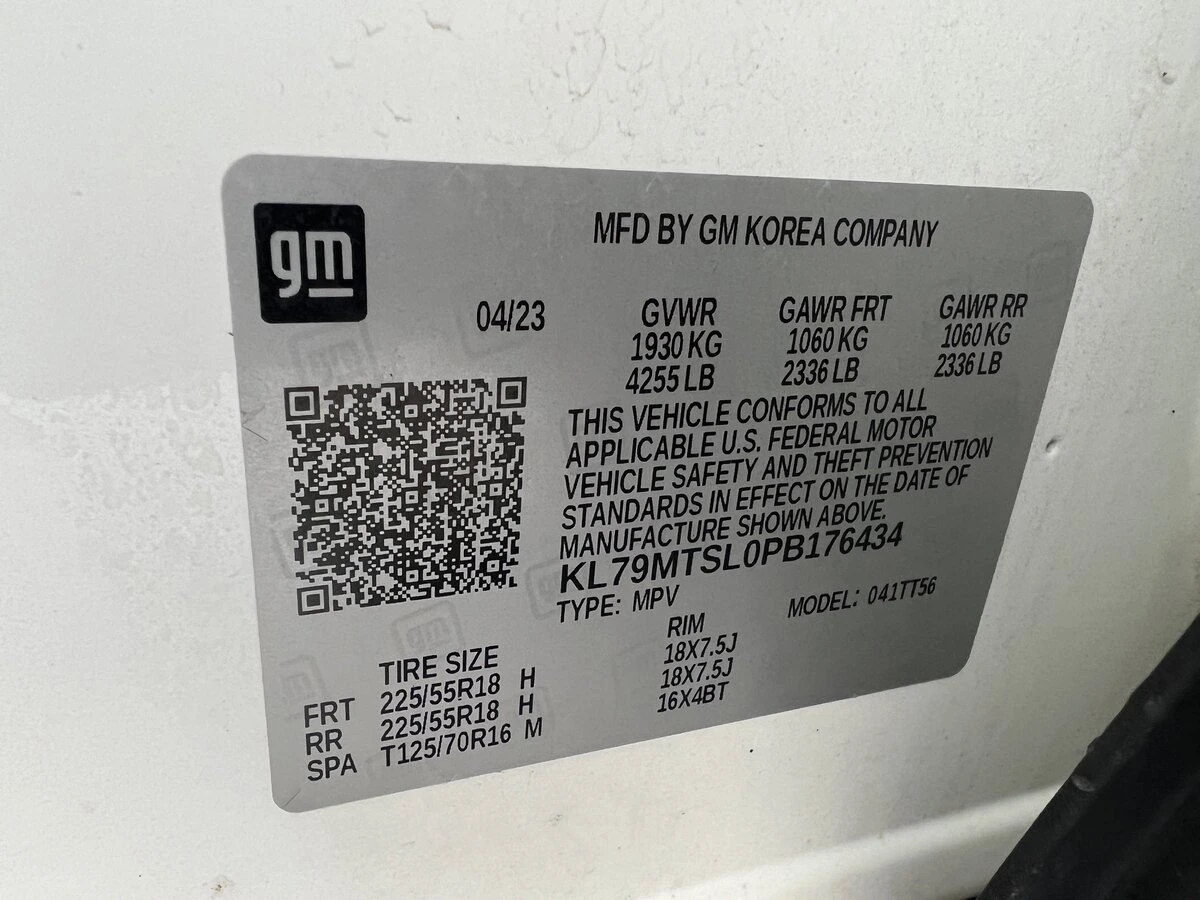 gm
MFD BY GM KOREA COMPANY
04/23
GVWR GAWR FRT GAWR RR
1930 KG 1060 KG 1060 KG
4255 LB 2336 LB 2336 LB
THIS VEHICLE CONFORMS TO ALL
APPLICABLE U.S. FEDERAL MOTOR
VEHICLE SAFETY AND THEFT PREVENTION
STANDARDS IN EFFECT ON THE DATE OF
MANUFACTURE SHOWN ABOVE.
KL79MTSL0PB176434
TYPE: MPV MODEL: 041TT56
TIRE SIZE RIM
FRT 225/55R18 H 18X7.5J
RR 225/55R18 H 18X7.5J
SPA T125/70R16 M 16X4BT